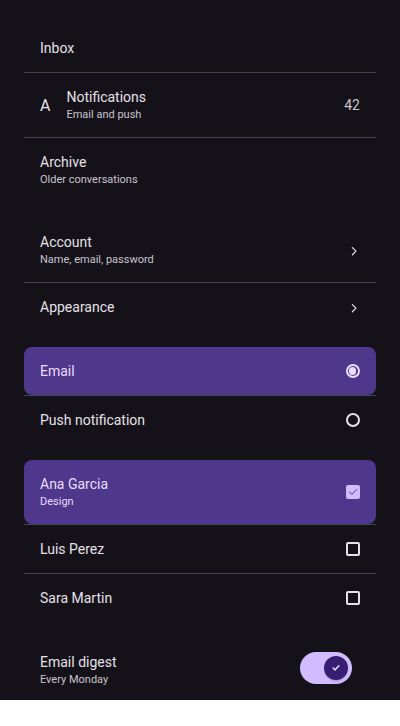 Inbox
A
Notifications
Email and push
42
Archive
Older conversations
Account
Name, email, password
Appearance
Email
Push notification
Ana Garcia
Design
Luis Perez
Sara Martin
Email digest
Every Monday